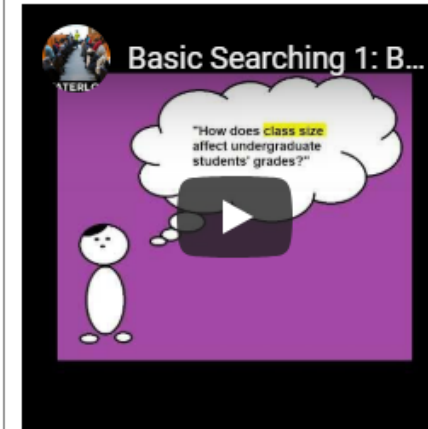 Basic Searching 1: B...
"How does class size
affect undergraduate
students' grades?"